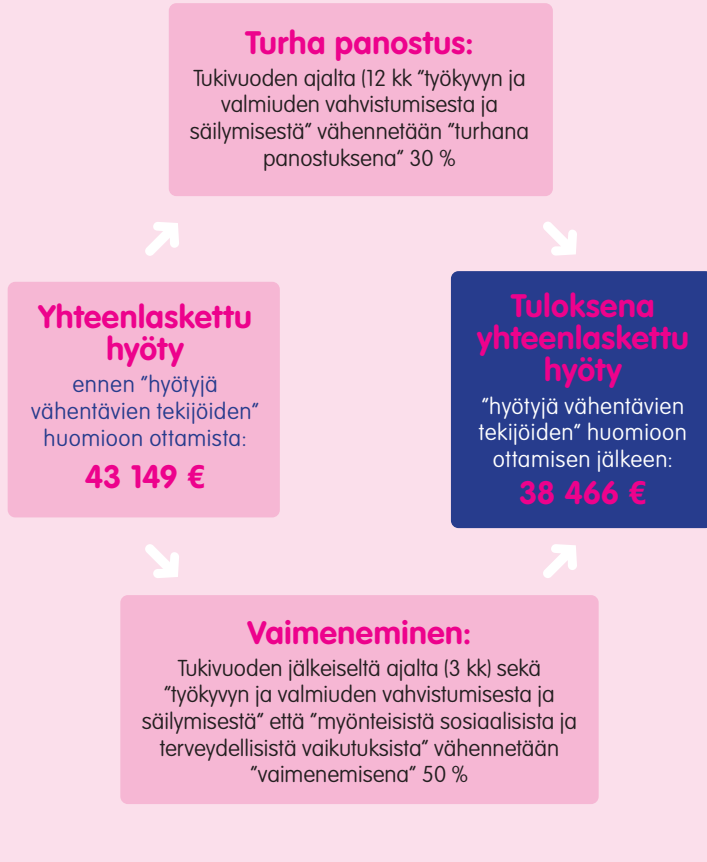 Turha panostus:
Tukivuoden ajalta (12 kk ”työkyvyn ja
valmiuden vahvistumisesta ja
säilymisestä” vähennetään ”turhana
panostuksena” 30 %
Yhteenlaskettu
hyöty
ennen ”hyötyjä
vähentävien tekijöiden”
huomioon ottamista:
43 149 €
Tuloksena
yhteenlaskettu
hyöty
”hyötyjä vähentävien
tekijöiden” huomioon
ottamisen jälkeen:
38 466 €
Vaimeneminen:
Tukivuoden jälkeiseltä ajalta (3 kk) sekä
”työkyvyn ja valmiuden vahvistumisesta ja
säilymisestä” että ”myönteisistä sosiaalisista ja
terveydellisistä vaikutuksista” vähennetään
”vaimenemisena” 50 %